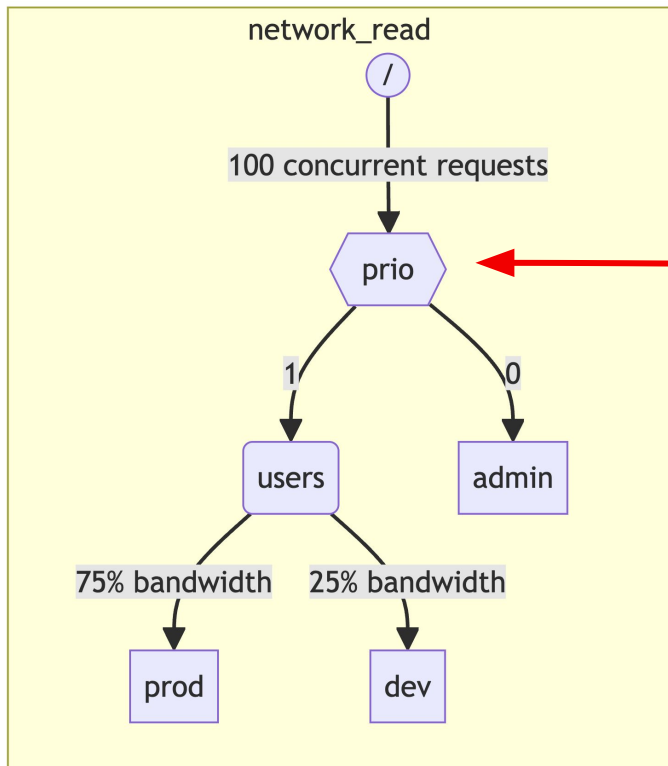 network_read
/
100 concurrent requests
prio
1
0
users
admin
75% bandwidth
25% bandwidth
prod
dev